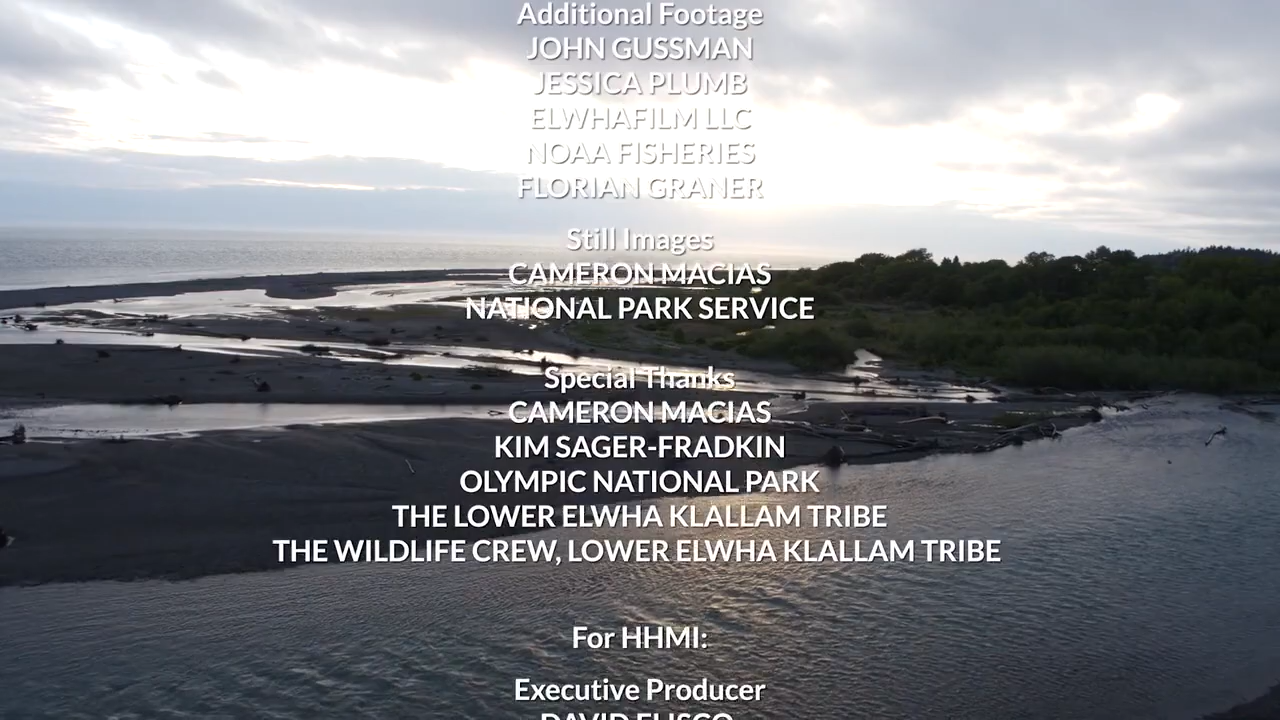 Additional Footage
JOHN GUSSMAN
JESSICA PLUMB
ELWHAFILM LLC
NOAA FISHERIES
FLORIAN GRANER
Still Images
CAMERON MACIAS
NATIONAL PARK SERVICE
Special Thanks
CAMERON MACIAS
KIM SAGER-FRADKIN
OLYMPIC NATIONAL PARK
THE LOWER ELWHA KLALLAM TRIBE
THE WILDLIFE CREW, LOWER ELWHA KLALLAM TRIBE
For HHMI:
Executive Producer
DAVID ELISCO